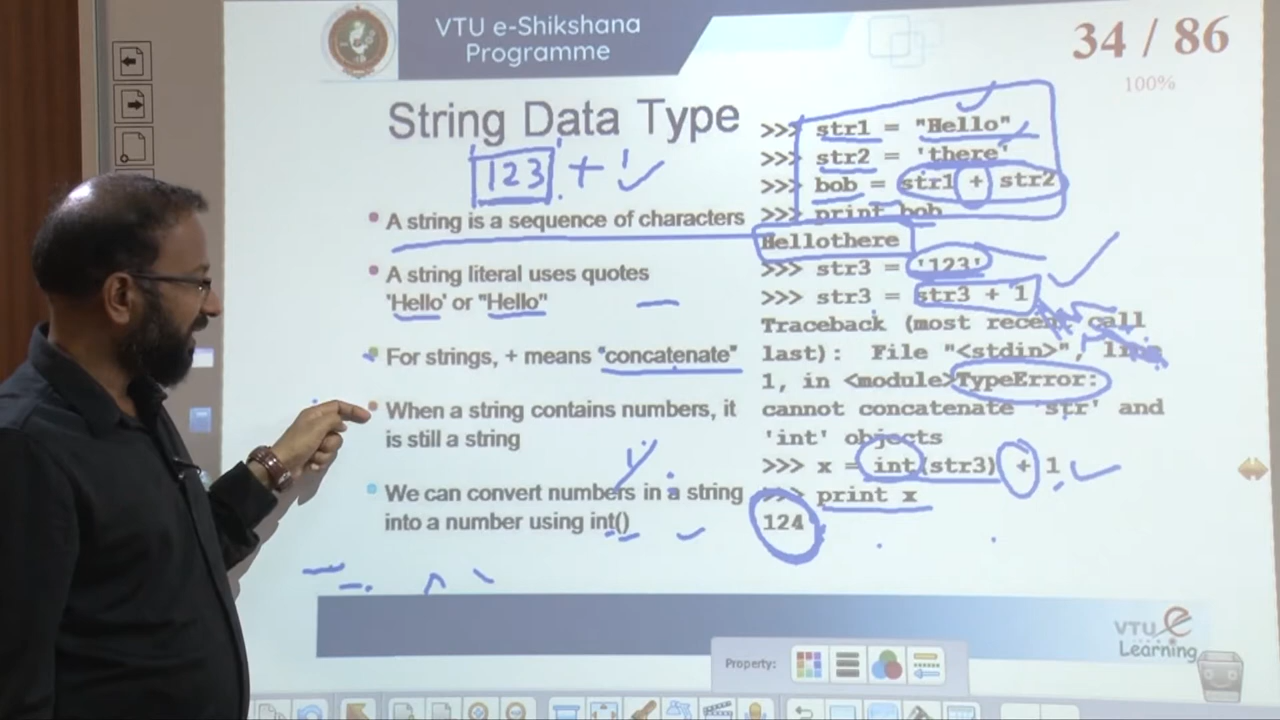 VTU e-Shikshana
Programme
34 / 86
100%
String Data Type
123 + 1
A string is a sequence of characters
A string literal uses quotes
'Hello' or "Hello"
For strings, + means "concatenate"
When a string contains numbers, it
is still a string
We can convert numbers in a string
into a number using int()
>>> str1 = "Hello"
>>> str2 = 'there'
>>> bob = str1 + str2
>>> print bob
Hellothere
>>> str3 = '123'
>>> str3 = str3 + 1
Traceback (most recent call
last): File "<stdin>", line
1, in <module>TypeError:
cannot concatenate 'str' and
'int' objects
>>> x = int(str3) + 1
>>> print x
124
VTU e
Learning
Property: